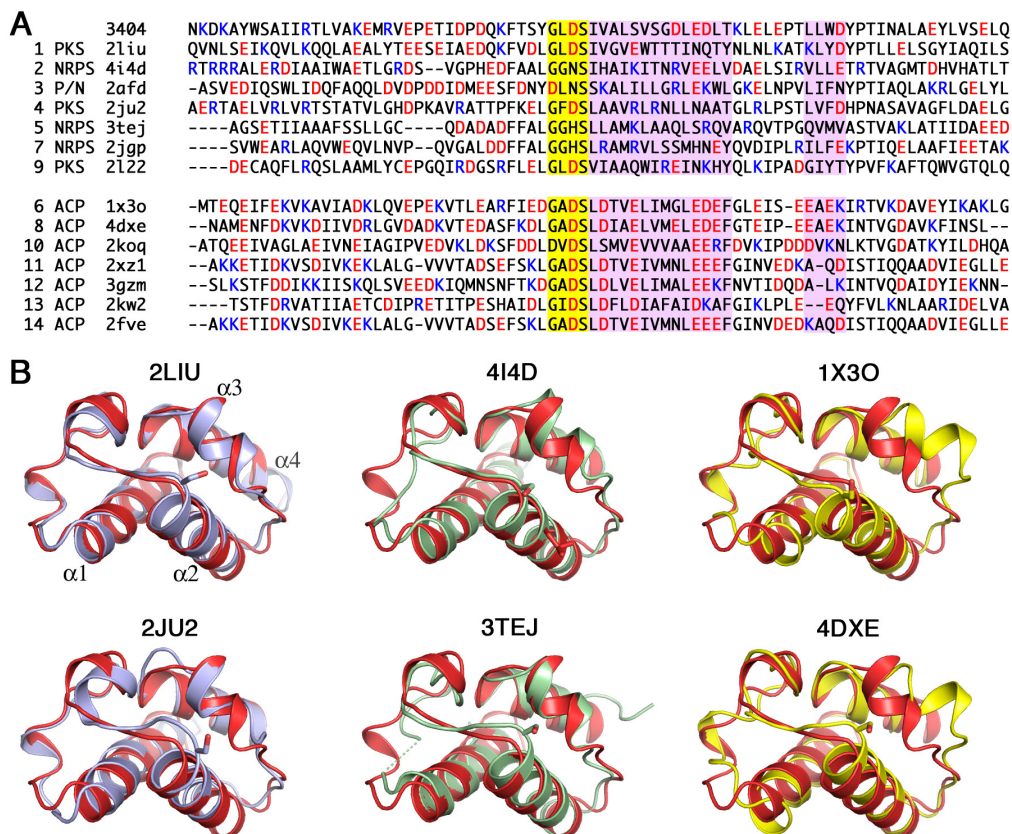 A
3404 NKDKAYWSAIIRTLVAKEMRVEPETIDPDQKFTSYGLDSIVALSVSGDLEDLTKLELEPTLLWDYPTINALAEYLVSELQ
1 PKS 2liu QVNLSEIKQVLKQQLAEALYTEESEIAEDQKFVDLGLDSIVGVEWTTTINQTYNLNLKATKLYDYPTLLELSGYIAQILS
2 NRPS 4i4d RTRRRALERDIAAIWAETLGRDS--VGPHEDFAALGGNSIHAIKITNRVEELVDAELSIRVLLETRTVAGMTDHVHATLT
3 P/N 2afd -ASVEDIQSWLIDQFAQQLDVDPDDIDMEESFDNYDLNSSKALILLGRLEKWLGKELNPVLIFNYPTIAQLAKRLGELYL
4 PKS 2ju2 AERTAELVRLVRTSTATVLGHDPKAVRATTPFKELGFDSLAAVRLRNLLNAATGLRLPSTLVFDHPNASAVAGFLDAELG
5 NRPS 3tej ----AGSETIIAAAFSSLLGC----QDADADFFALGGHSLLAMKLAAQLSRQVARQVTPGQVMVASTVAKLATIIDAEED
7 NRPS 2jgp ----SVWEARLAQVWEQVLNVP--QVGALDDFFALGGHSLRAMRVLSSMHNEYQVDIPLRILFEKPTIQELAAFIEETAK
9 PKS 2l22 ----DECAQFLRQSLAAMLYCEPGQIRDGSRFLELGLDSVIAAQWIREINKHYQLKIPADGIYTYPVFKAFTQWVGTQLQ
6 ACP 1x3o -MTEQEIFEKVKAVIADKLQVEPEKVTLEARFIEDGADSLDTVELIMGLEDEFGLEIS-EEAEKIRTVKDAVEYIKAKLG
8 ACP 4dxe --NAMENFDKVKDIIVDRLGVDADKVTEDASFKDLGADSLDIAELVMELEDEFGTEIP-EEAEKINTVGDAVKFINSL--
10 ACP 2koq -ATQEEIVAGLAEIVNEIAGIPVEDVKLDKSFDDLDVDSLSMVEVVVAAEERFDVKIPDDDVKNLKTVGDATKYILDHQA
11 ACP 2xz1 --AKKETIDKVSDIVKEKLALG-VVVTADSEFSKLGADSLDTVEIVMNLEEEFGINVEDKA-QDISTIQQAADVIEGLLE
12 ACP 3gzm --SLKSTFDDIKKIISKQLSVEEDKIQMNSNFTKDGADSLDLVELIMALEEKFNVTIDQDA-LKINTVQDAIDYIEKNN-
13 ACP 2kw2 ---TSTFDRVATIIAETCDIPRETITPESHAIDLGIDSLDFLDIAFAIDKAFGIKLPLE--EQYFVLKNLAARIDELVA
14 ACP 2fve --AKKETIDKVSDIVKEKLALG-VVVTADSEFSKLGADSLDTVEIVMNLEEEFGINVDEDKAQDISTIQQAADVIEGLLE
B
2LIU
4I4D
1X3O
α3
α4
α1
α2
2JU2
3TEJ
4DXE